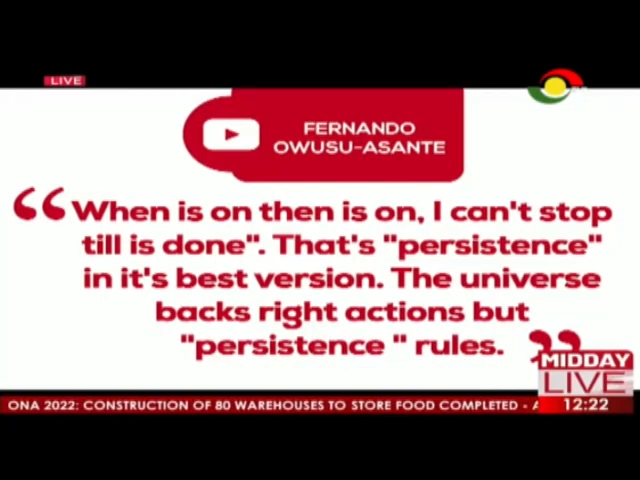 LIVE
FERNANDO
OWUSU-ASANTE
“When is on then is on, I can't stop
till is done". That's "persistence"
in it's best version. The universe
backs right actions but
"persistence " rules. ”
MIDDAY
LIVE
ONA 2022: CONSTRUCTION OF 80 WAREHOUSES TO STORE FOOD COMPLETED - A
12:22